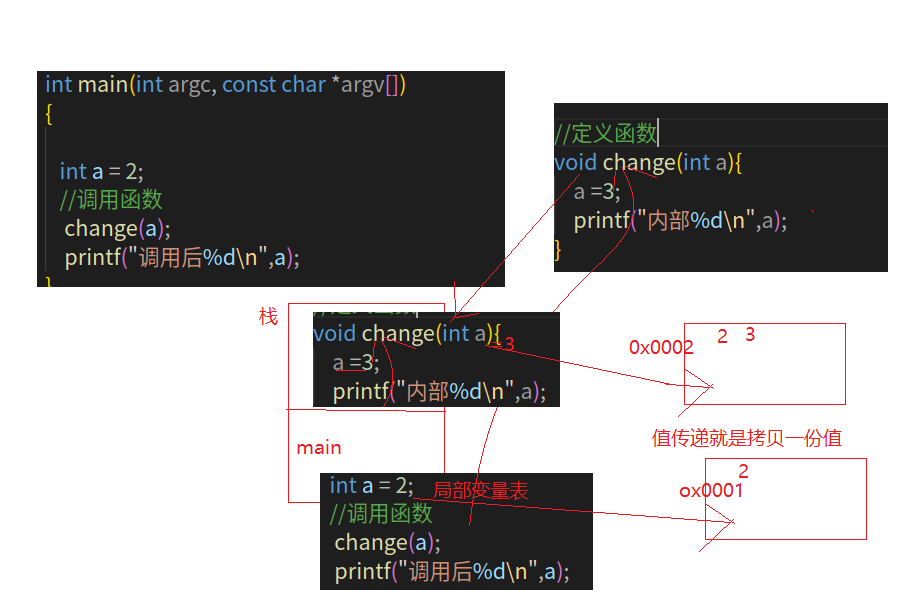 int main(int argc, const char *argv[])
{
int a = 2;
//调用函数
change(a);
printf("调用后%d\n",a);
}
//定义函数
void change(int a){
a =3;
printf("内部%d\n",a);
}
栈
void change(int a){
3
a =3;
printf("内部%d\n",a);
0x0002
2 3
值传递就是拷贝一份值
main
int a = 2;
局部变量表
//调用函数
change(a);
printf("调用后%d\n",a);
2
ox0001